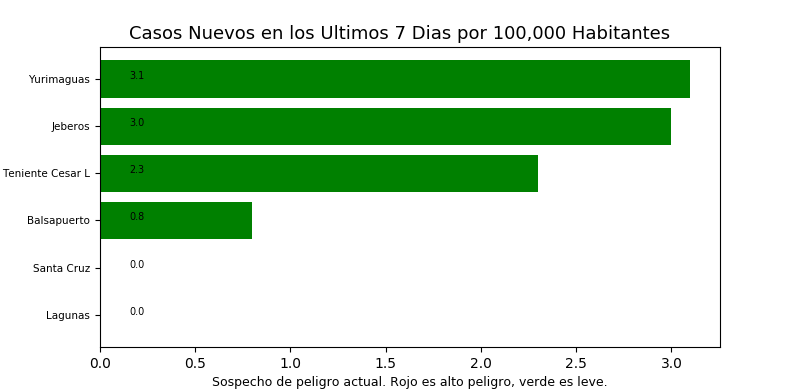 Casos Nuevos en los Ultimos 7 Dias por 100,000 Habitantes
Yurimaguas 3.1
Jeberos 3.0
Teniente Cesar L 2.3
Balsapuerto 0.8
Santa Cruz 0.0
Lagunas 0.0
0.0 0.5 1.0 1.5 2.0 2.5 3.0
Sospecho de peligro actual. Rojo es alto peligro, verde es leve.